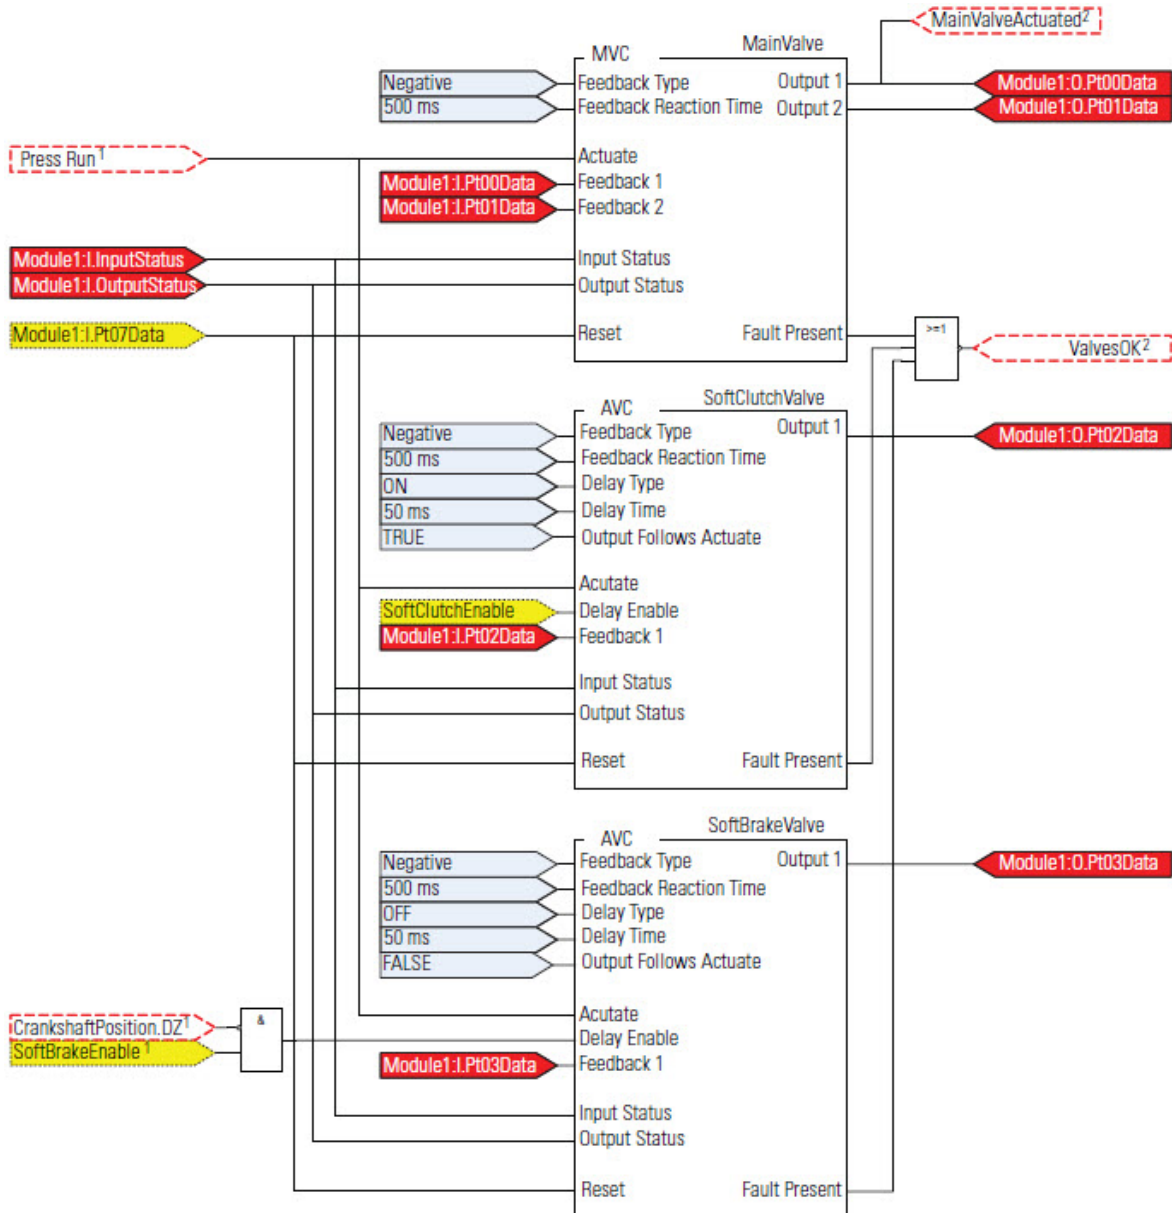 MainValveActuated2
MVC MainValve
Negative Feedback Type Output 1 Module1:O.Pt00Data
500 ms Feedback Reaction Time Output 2 Module1:O.Pt01Data
Press Run1 Actuate
Module1:I.Pt00Data Feedback 1
Module1:I.Pt01Data Feedback 2
Module1:I.InputStatus Input Status
Module1:I.OutputStatus Output Status
Module1:I.Pt07Data Reset Fault Present >=1
ValvesOK2
AVC SoftClutchValve
Negative Feedback Type Output 1 Module1:O.Pt02Data
500 ms Feedback Reaction Time
ON Delay Type
50 ms Delay Time
TRUE Output Follows Actuate
Acutate
SoftClutchEnable Delay Enable
Module1:I.Pt02Data Feedback 1
Input Status
Output Status
Reset Fault Present
AVC SoftBrakeValve
Negative Feedback Type Output 1 Module1:O.Pt03Data
500 ms Feedback Reaction Time
OFF Delay Type
50 ms Delay Time
FALSE Output Follows Actuate
Acutate
CrankshaftPosition.DZ1 & Delay Enable
SoftBrakeEnable 1
Module1:I.Pt03Data Feedback 1
Input Status
Output Status
Reset Fault Present